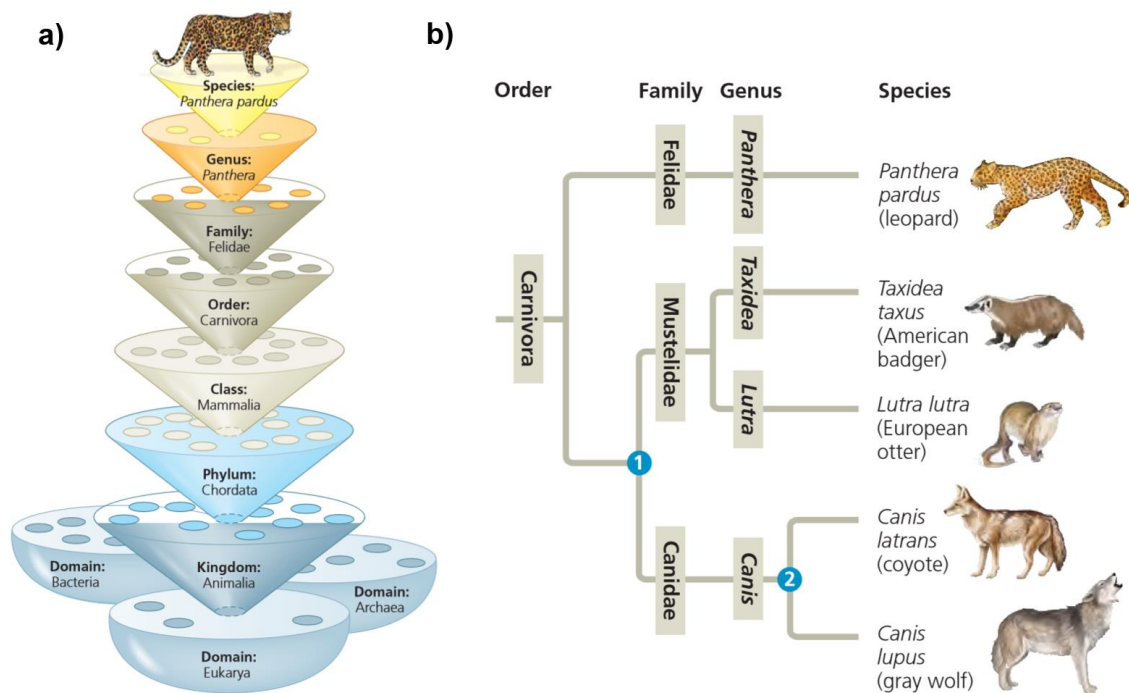 a)
Species:
Panthera pardus
Genus:
Panthera
Family:
Felidae
Order:
Carnivora
Class:
Mammalia
Phylum:
Chordata
Domain:
Bacteria
Kingdom:
Animalia
Domain:
Archaea
Domain:
Eukarya
b)
Order
Family
Genus
Species
Carnivora
Felidae
Panthera
Panthera
pardus
(leopard)
Mustelidae
Taxidea
Taxidea
taxus
(American
badger)
Lutra
Lutra lutra
(European
otter)
1
Canidae
Canis
2
Canis
latrans
(coyote)
Canis
lupus
(gray wolf)